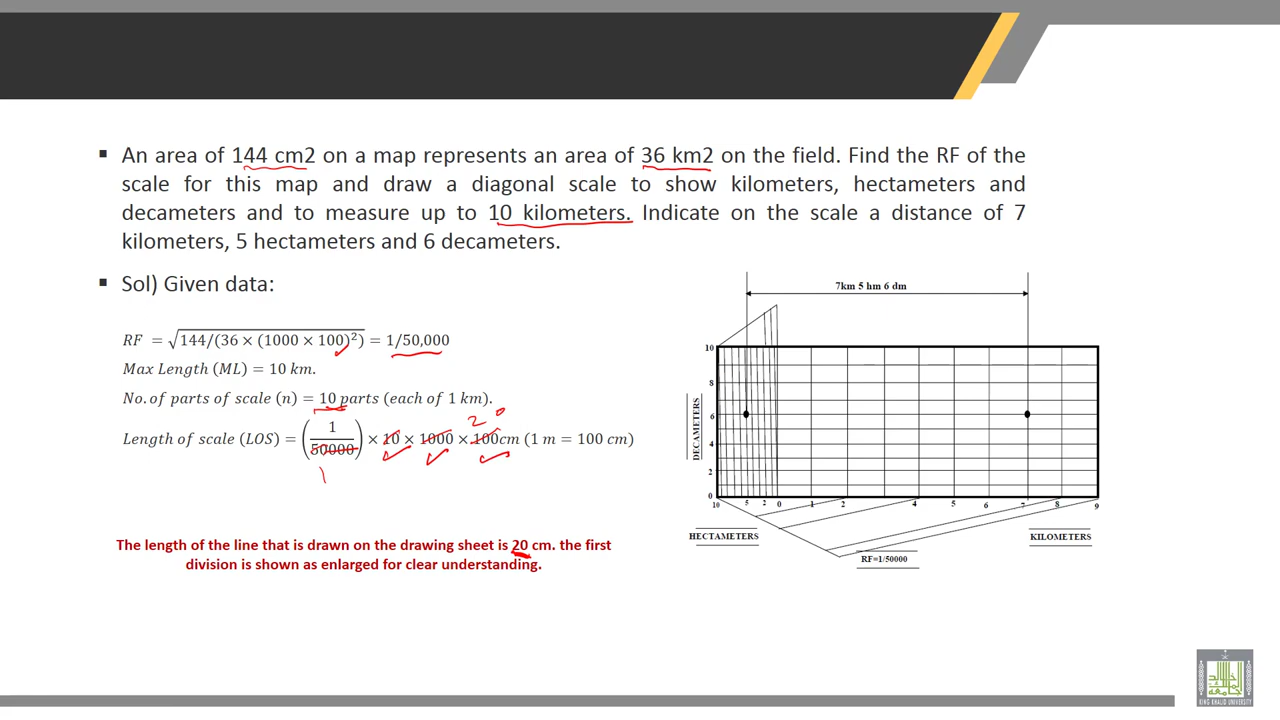 An area of 144 cm2 on a map represents an area of 36 km2 on the field. Find the RF of the
scale for this map and draw a diagonal scale to show kilometers, hectameters and
decameters and to measure up to 10 kilometers. Indicate on the scale a distance of 7
kilometers, 5 hectameters and 6 decameters.
Sol) Given data:
RF = √144/(36 × (1000 × 100)²) = 1/50,000
Max Length (ML) = 10 km.
No. of parts of scale (n) = 10 parts (each of 1 km).
2 0
Length of scale (LOS) = (1/50000) × 10 × 1000 × 100cm (1 m = 100 cm)
1
The length of the line that is drawn on the drawing sheet is 20 cm. the first
division is shown as enlarged for clear understanding.
7km 5 hm 6 dm
10
8
6
4
2
0
DECAMETERS
10 5 2 0 1 2 4 5 6 7 8 9
HECTAMETERS
KILOMETERS
RF=1/50000
KING KHALID UNIVERSITY